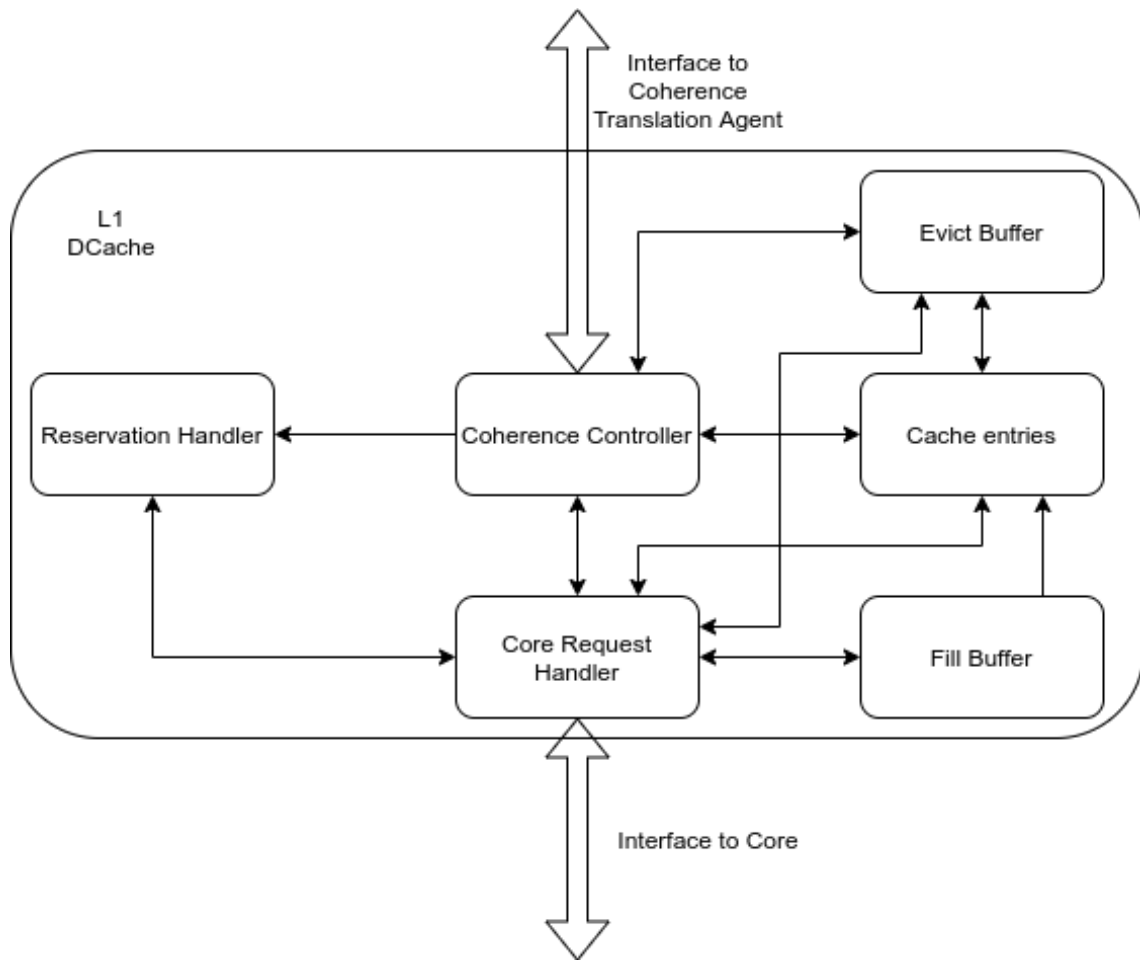 Interface to
Coherence
Translation Agent
L1
DCache
Evict Buffer
Reservation Handler
Coherence Controller
Cache entries
Core Request
Handler
Fill Buffer
Interface to Core